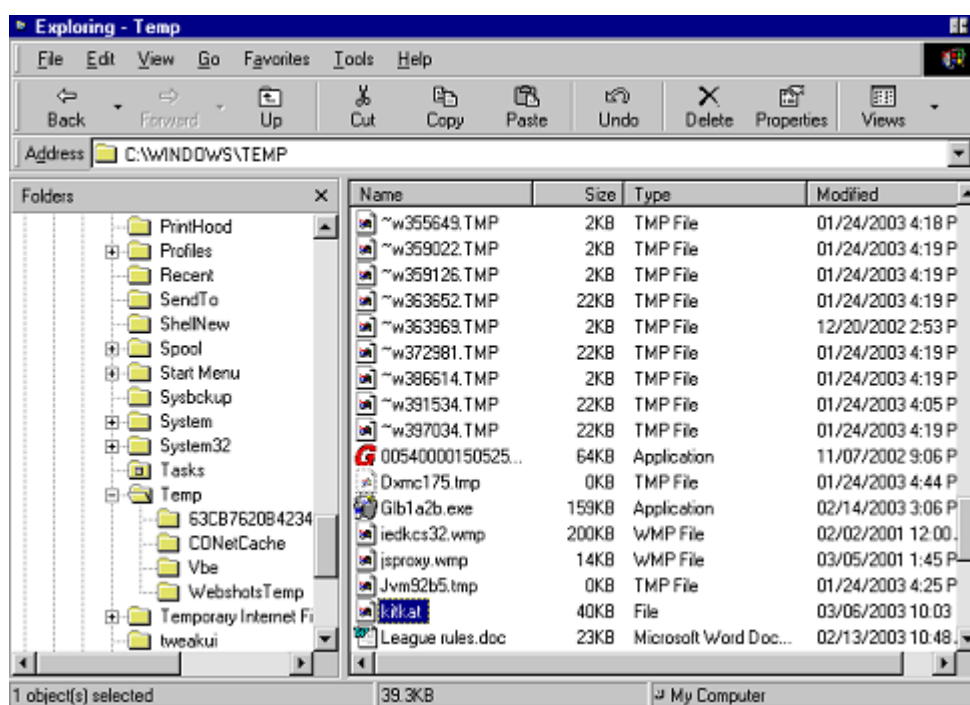 Exploring - Temp
File Edit View Go Favorites Tools Help
Back Forward Up Cut Copy Paste Undo Delete Properties Views
Address C:\WINDOWS\TEMP
Folders
PrintHood
Profiles
Recent
SendTo
ShellNew
Spool
Start Menu
Sysbckup
System
System32
Tasks
Temp
63CB7620B4234
CDNetCache
Vbe
WebshotsTemp
Temporary Internet Fi
tweakui
Name Size Type Modified
~w355649.TMP 2KB TMP File 01/24/2003 4:18 P
~w359022.TMP 2KB TMP File 01/24/2003 4:19 P
~w359126.TMP 2KB TMP File 01/24/2003 4:19 P
~w363652.TMP 22KB TMP File 01/24/2003 4:19 P
~w363969.TMP 2KB TMP File 12/20/2002 2:53 P
~w372981.TMP 22KB TMP File 01/24/2003 4:19 P
~w386614.TMP 2KB TMP File 01/24/2003 4:19 P
~w391534.TMP 22KB TMP File 01/24/2003 4:05 P
~w397034.TMP 22KB TMP File 01/24/2003 4:19 P
00540000150525... 64KB Application 11/07/2002 9:06 P
Dxmc175.tmp 0KB TMP File 01/24/2003 4:44 P
Glb1a2b.exe 159KB Application 02/14/2003 3:06 P
iedkcs32.wmp 200KB WMP File 02/02/2001 12:00.
jsproxy.wmp 14KB WMP File 03/05/2001 1:45 P
Jvm92b5.tmp 0KB TMP File 01/24/2003 4:25 P
kitkat 40KB File 03/06/2003 10:03
League rules.doc 23KB Microsoft Word Doc... 02/13/2003 10:48.
1 object(s) selected 39.3KB My Computer